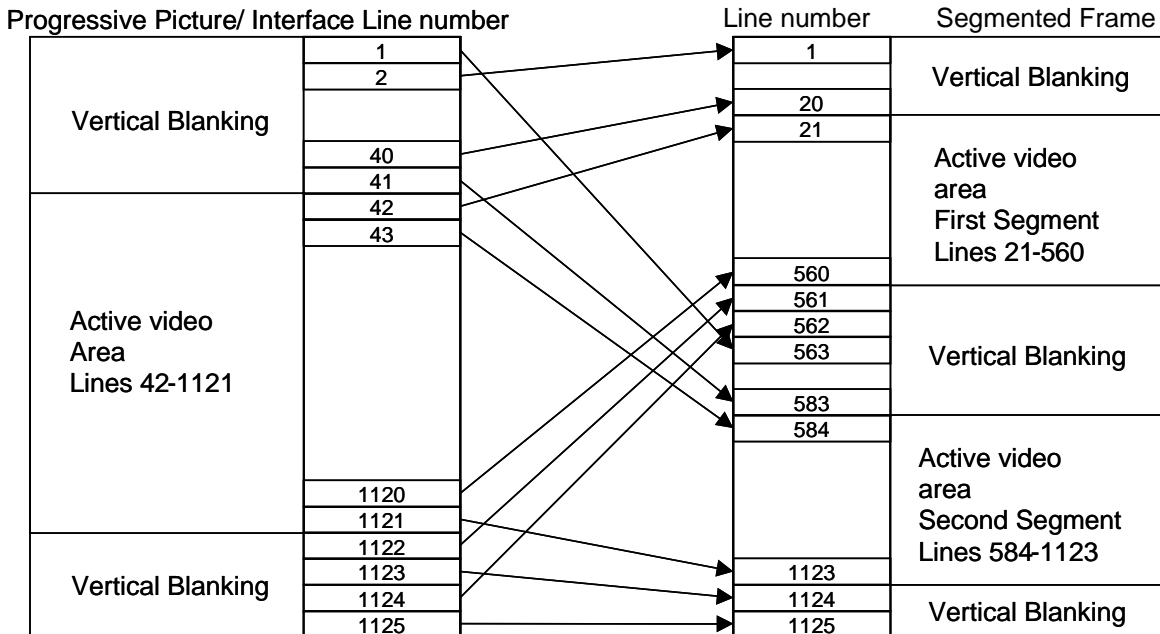 Progressive Picture/ Interface Line number
Vertical Blanking
Active video
Area
Lines 42-1121
Vertical Blanking
1
2
40
41
42
43
1120
1121
1122
1123
1124
1125
Line number
1
20
21
560
561
562
563
583
584
1123
1124
1125
Segmented Frame
Vertical Blanking
Active video
area
First Segment
Lines 21-560
Vertical Blanking
Active video
area
Second Segment
Lines 584-1123
Vertical Blanking